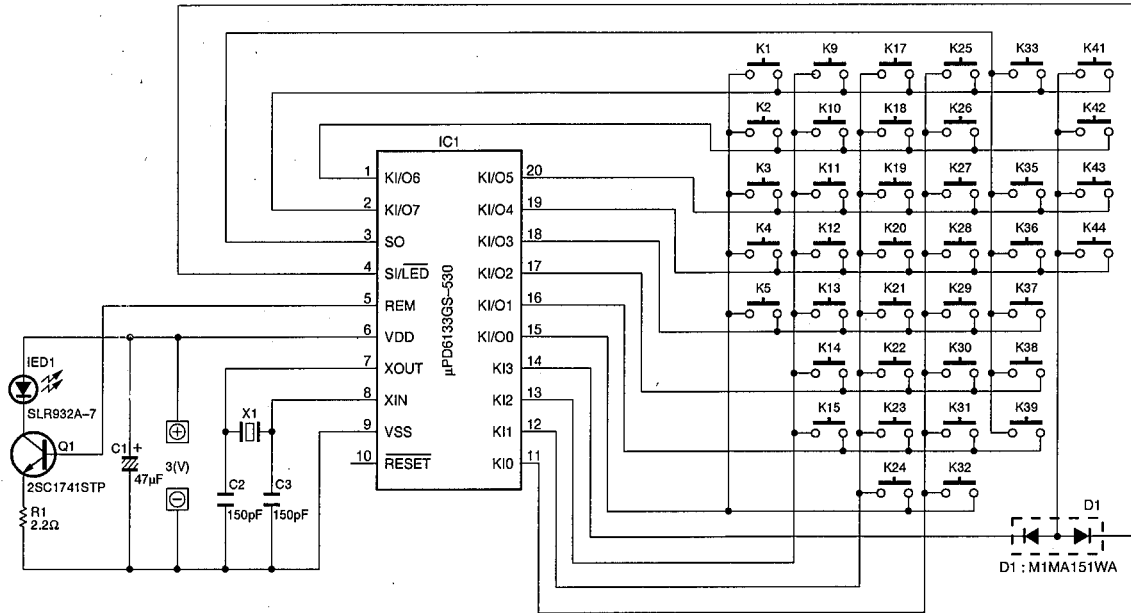 K1 K9 K17 K25 K33 K41
K2 K10 K18 K26 K42
K3 K11 K19 K27 K35 K43
K4 K12 K20 K28 K36 K44
K5 K13 K21 K29 K37
K14 K22 K30 K38
K15 K23 K31 K39
K24 K32
IC1
μPD6133GS-530
1 KI/O6 KI/O5 20
2 KI/O7 KI/O4 19
3 SO KI/O3 18
4 SI/LED KI/O2 17
5 REM KI/O1 16
6 VDD KI/O0 15
7 XOUT KI3 14
8 XIN KI2 13
9 VSS KI1 12
10 RESET KI0 11
IED1
SLR932A-7
Q1
2SC1741STP
R1
2.2Ω
C1 +
47μF
+
3(V)
−
X1
C2 C3
150pF 150pF
D1
D1 ; M1MA151WA